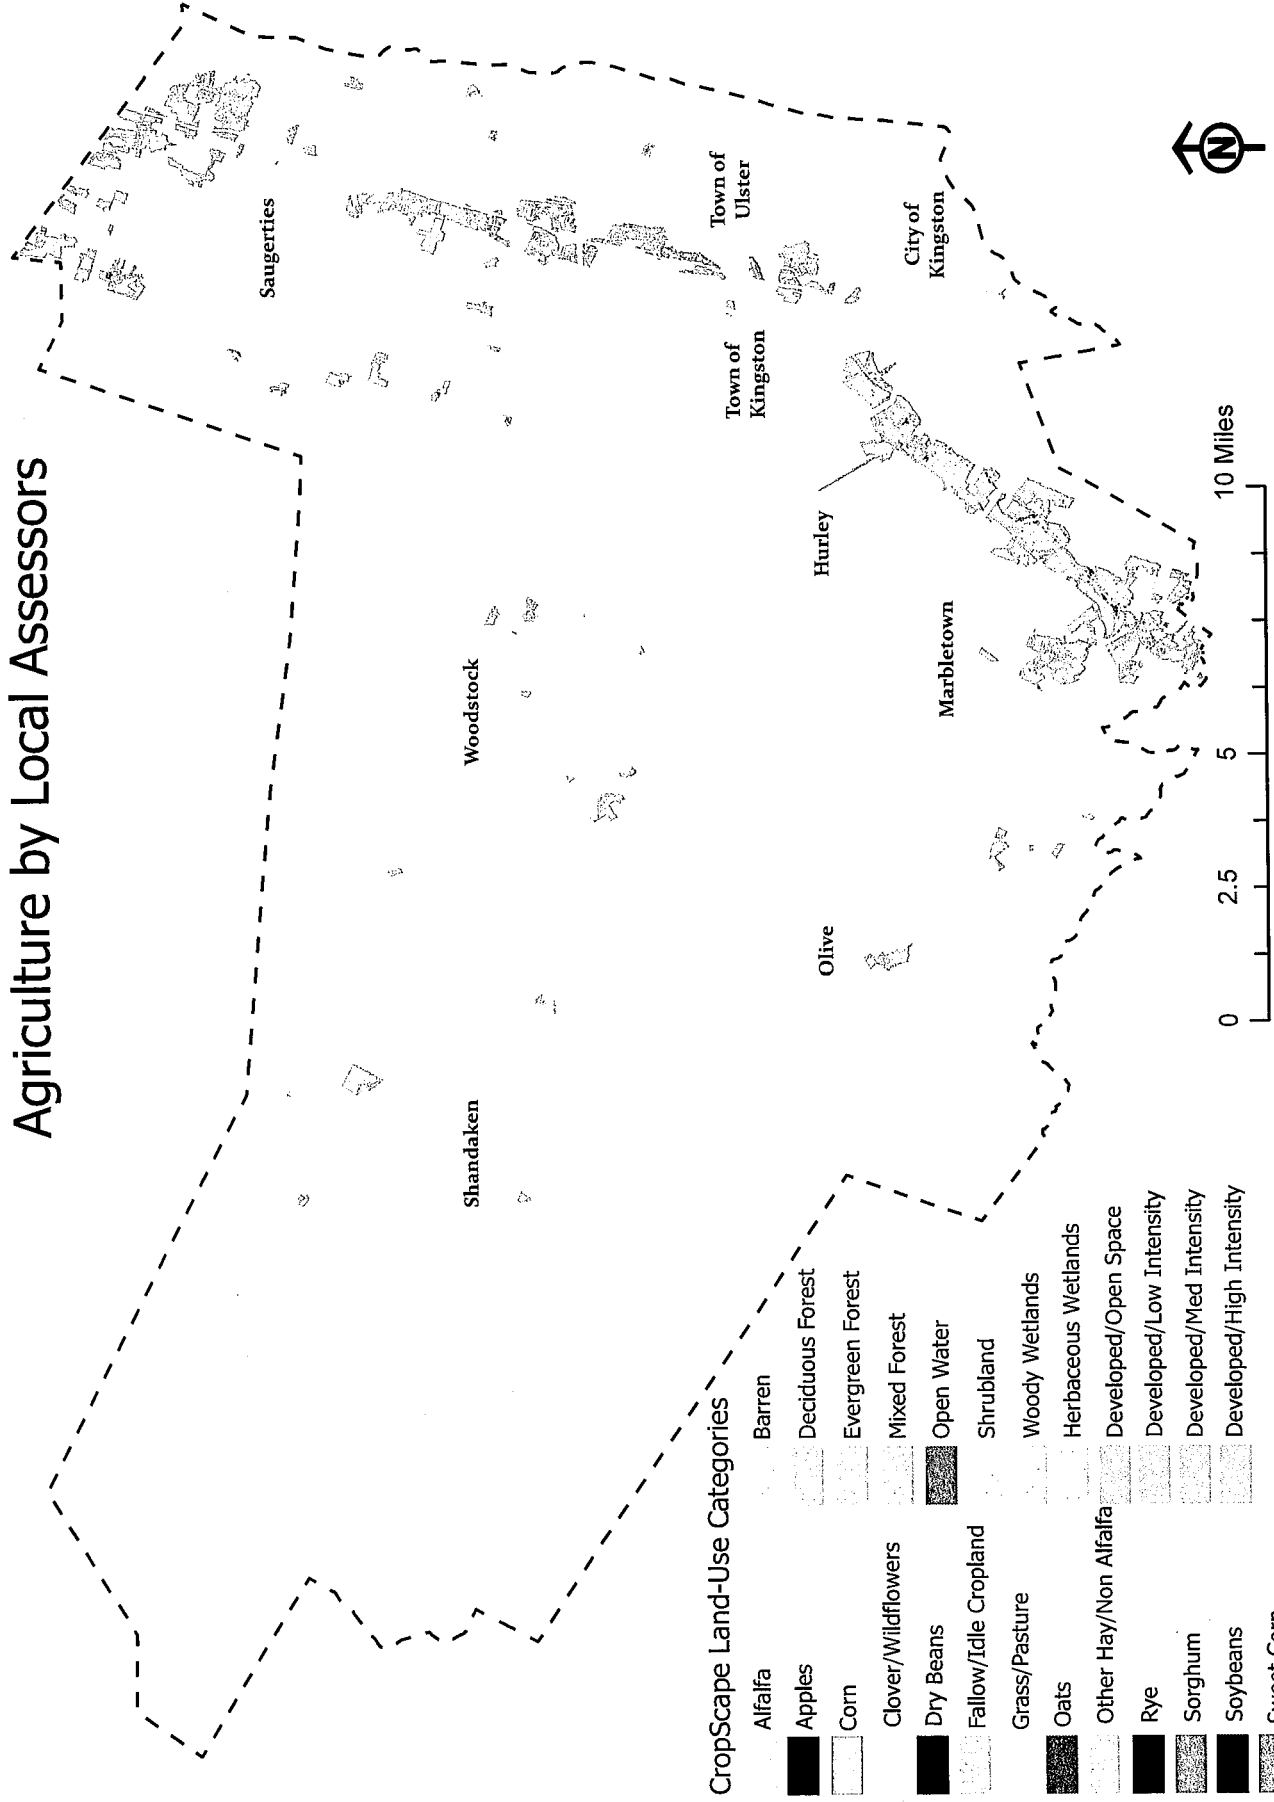 Agriculture by Local Assessors
Saugerties
Woodstock
Shandaken
Town of
Ulster
Town of
Kingston
City of
Kingston
Hurley
Olive
Marbletown
CropScape Land-Use Categories
Alfalfa
Apples
Corn
Clover/Wildflowers
Dry Beans
Fallow/Idle Cropland
Grass/Pasture
Oats
Other Hay/Non Alfalfa
Rye
Sorghum
Soybeans
Sweet Corn
Barren
Deciduous Forest
Evergreen Forest
Mixed Forest
Open Water
Shrubland
Woody Wetlands
Herbaceous Wetlands
Developed/Open Space
Developed/Low Intensity
Developed/Med Intensity
Developed/High Intensity
0 2.5 5 10 Miles
N